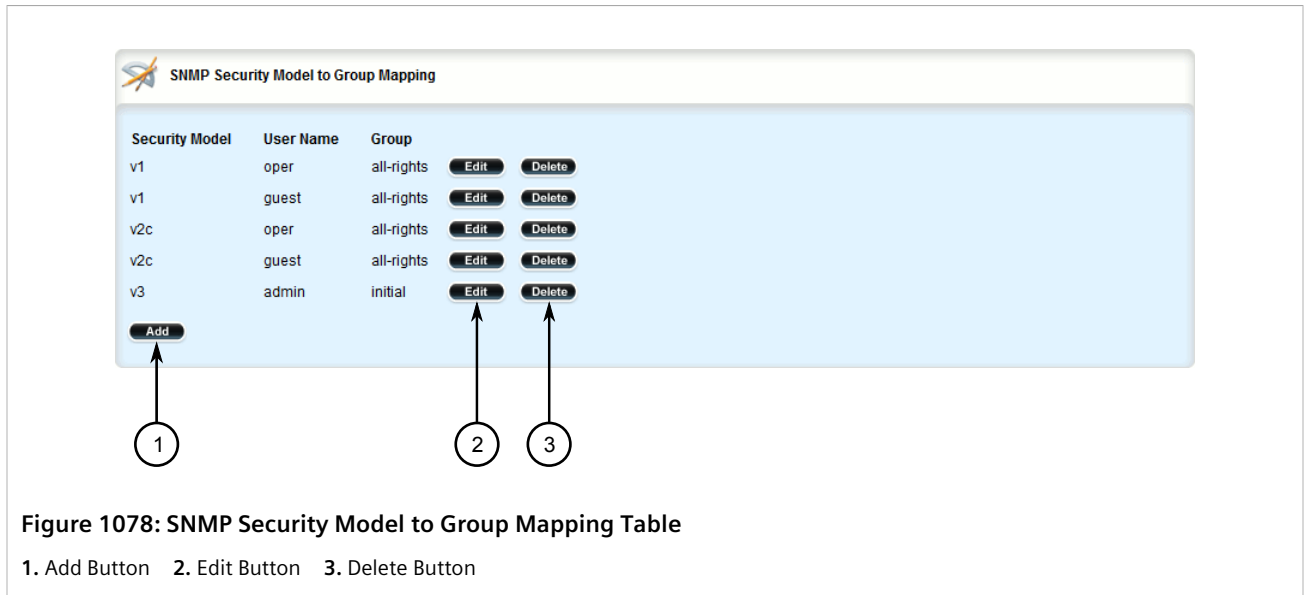 SNMP Security Model to Group Mapping
Security Model User Name Group
v1 oper all-rights Edit Delete
v1 guest all-rights Edit Delete
v2c oper all-rights Edit Delete
v2c guest all-rights Edit Delete
v3 admin initial Edit Delete
Add
1 2 3
Figure 1078: SNMP Security Model to Group Mapping Table
1. Add Button 2. Edit Button 3. Delete Button